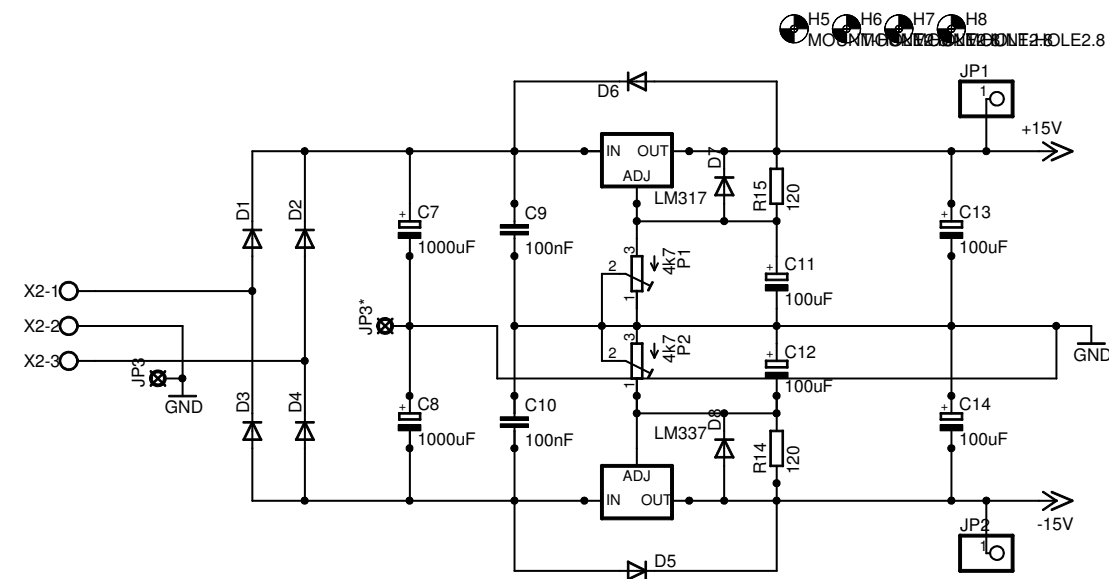 H5 H6 H7 H8
MOUNT-HOLE2.8
JP1
1
D6
+15V
IN OUT
ADJ
D7
LM317
R15
120
D1
D2
+
C7
1000uF
C9
100nF
+
C13
100uF
3
2
1
4k7
P1
+
C11
100uF
X2-1
X2-2
X2-3
JP3*
JP3
GND
GND
3
2
1
4k7
P2
+
C12
100uF
D3
D4
+
C8
1000uF
C10
100nF
LM337
D8
R14
120
+
C14
100uF
ADJ
IN OUT
-15V
JP2
1
D5